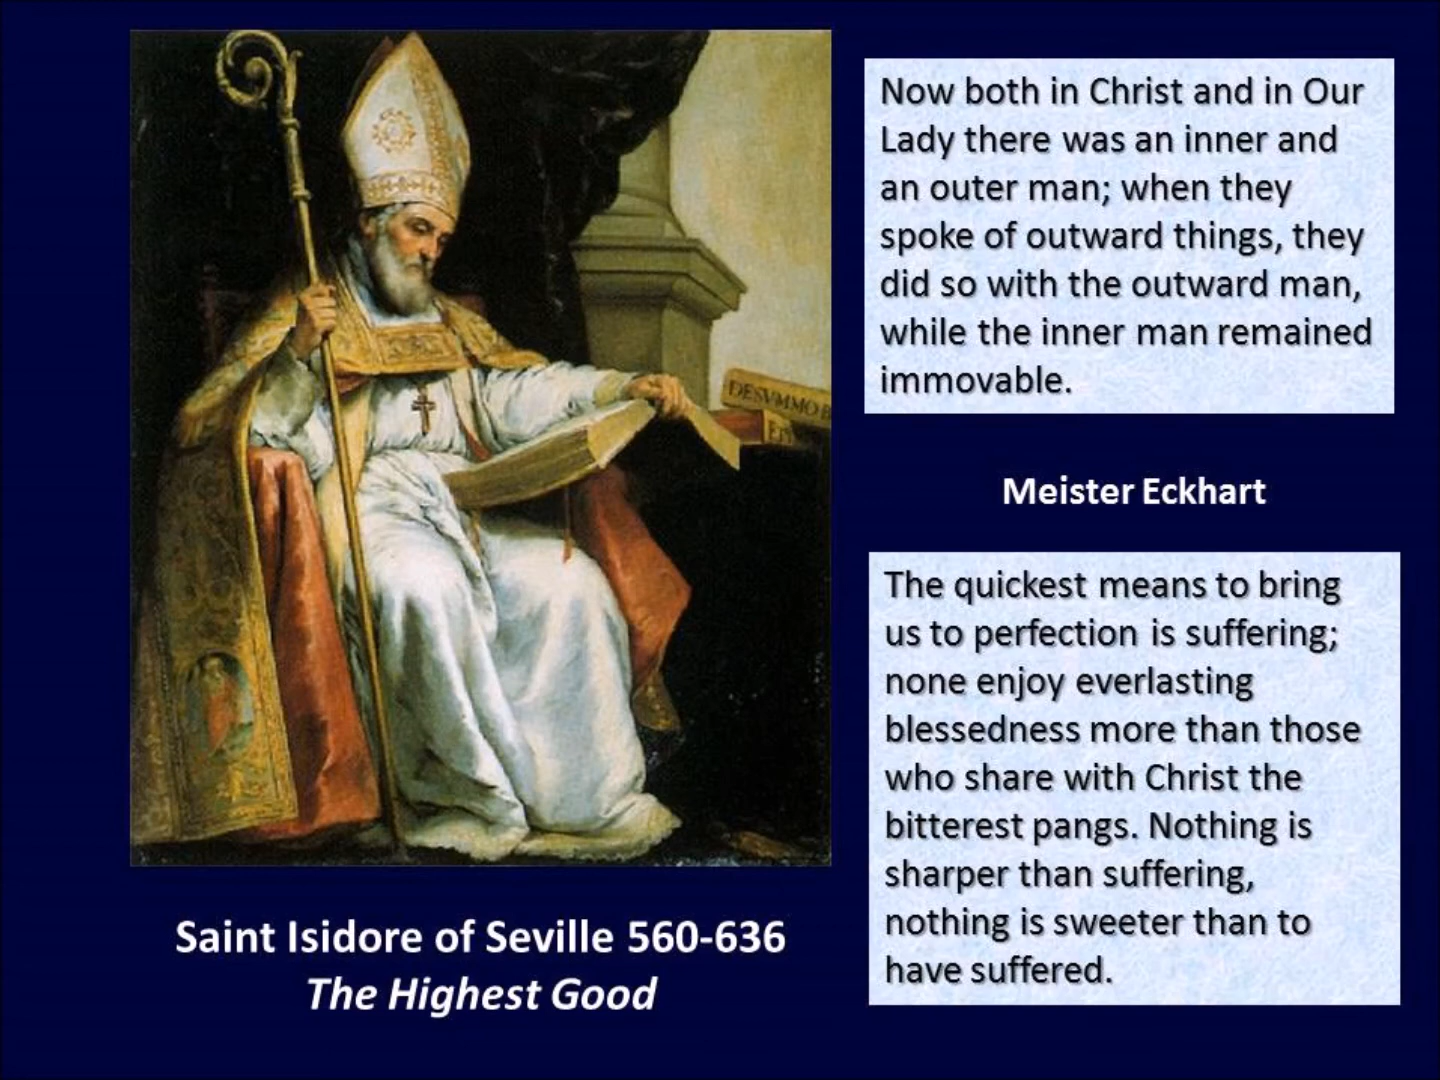 DESVMMO B
Now both in Christ and in Our
Lady there was an inner and
an outer man; when they
spoke of outward things, they
did so with the outward man,
while the inner man remained
immovable.
Meister Eckhart
The quickest means to bring
us to perfection is suffering;
none enjoy everlasting
blessedness more than those
who share with Christ the
bitterest pangs. Nothing is
sharper than suffering,
nothing is sweeter than to
have suffered.
Saint Isidore of Seville 560-636
The Highest Good